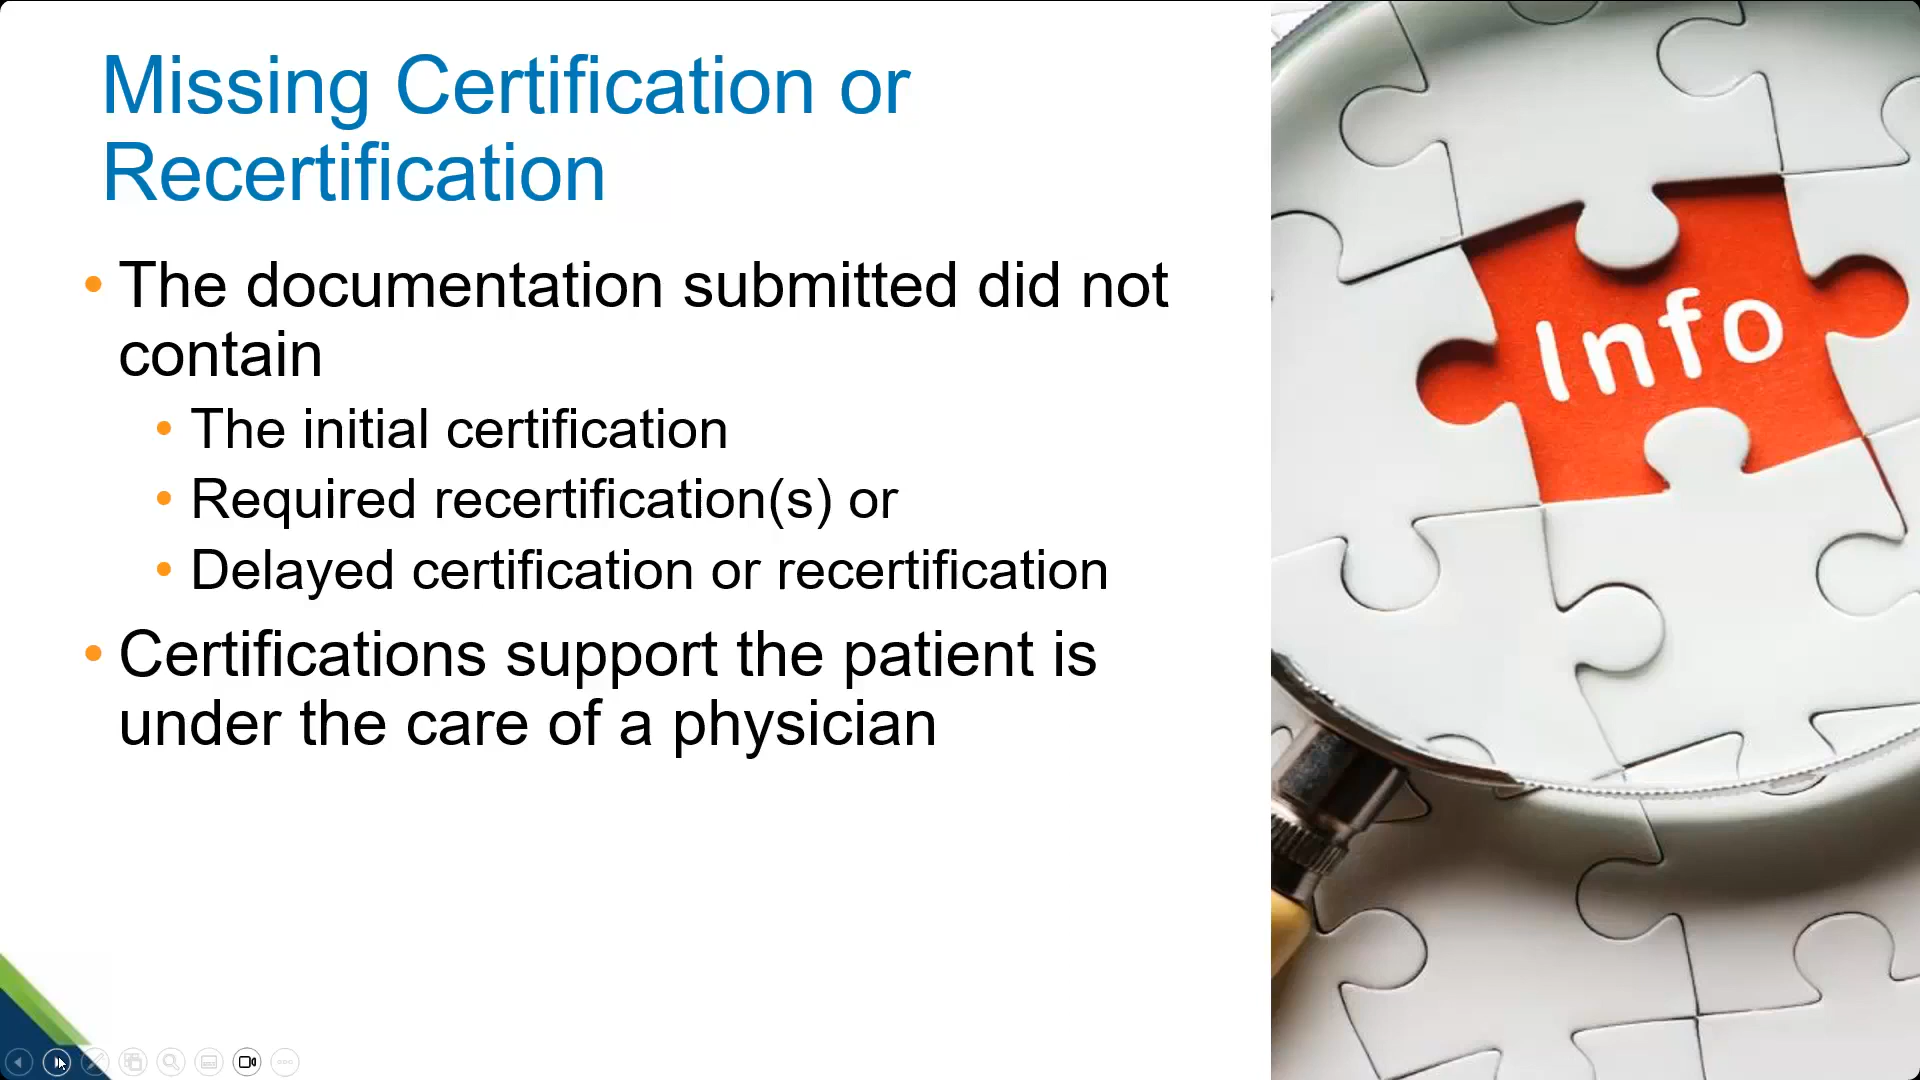 Missing Certification or
Recertification
• The documentation submitted did not
contain
• The initial certification
• Required recertification(s) or
• Delayed certification or recertification
• Certifications support the patient is
under the care of a physician
Info